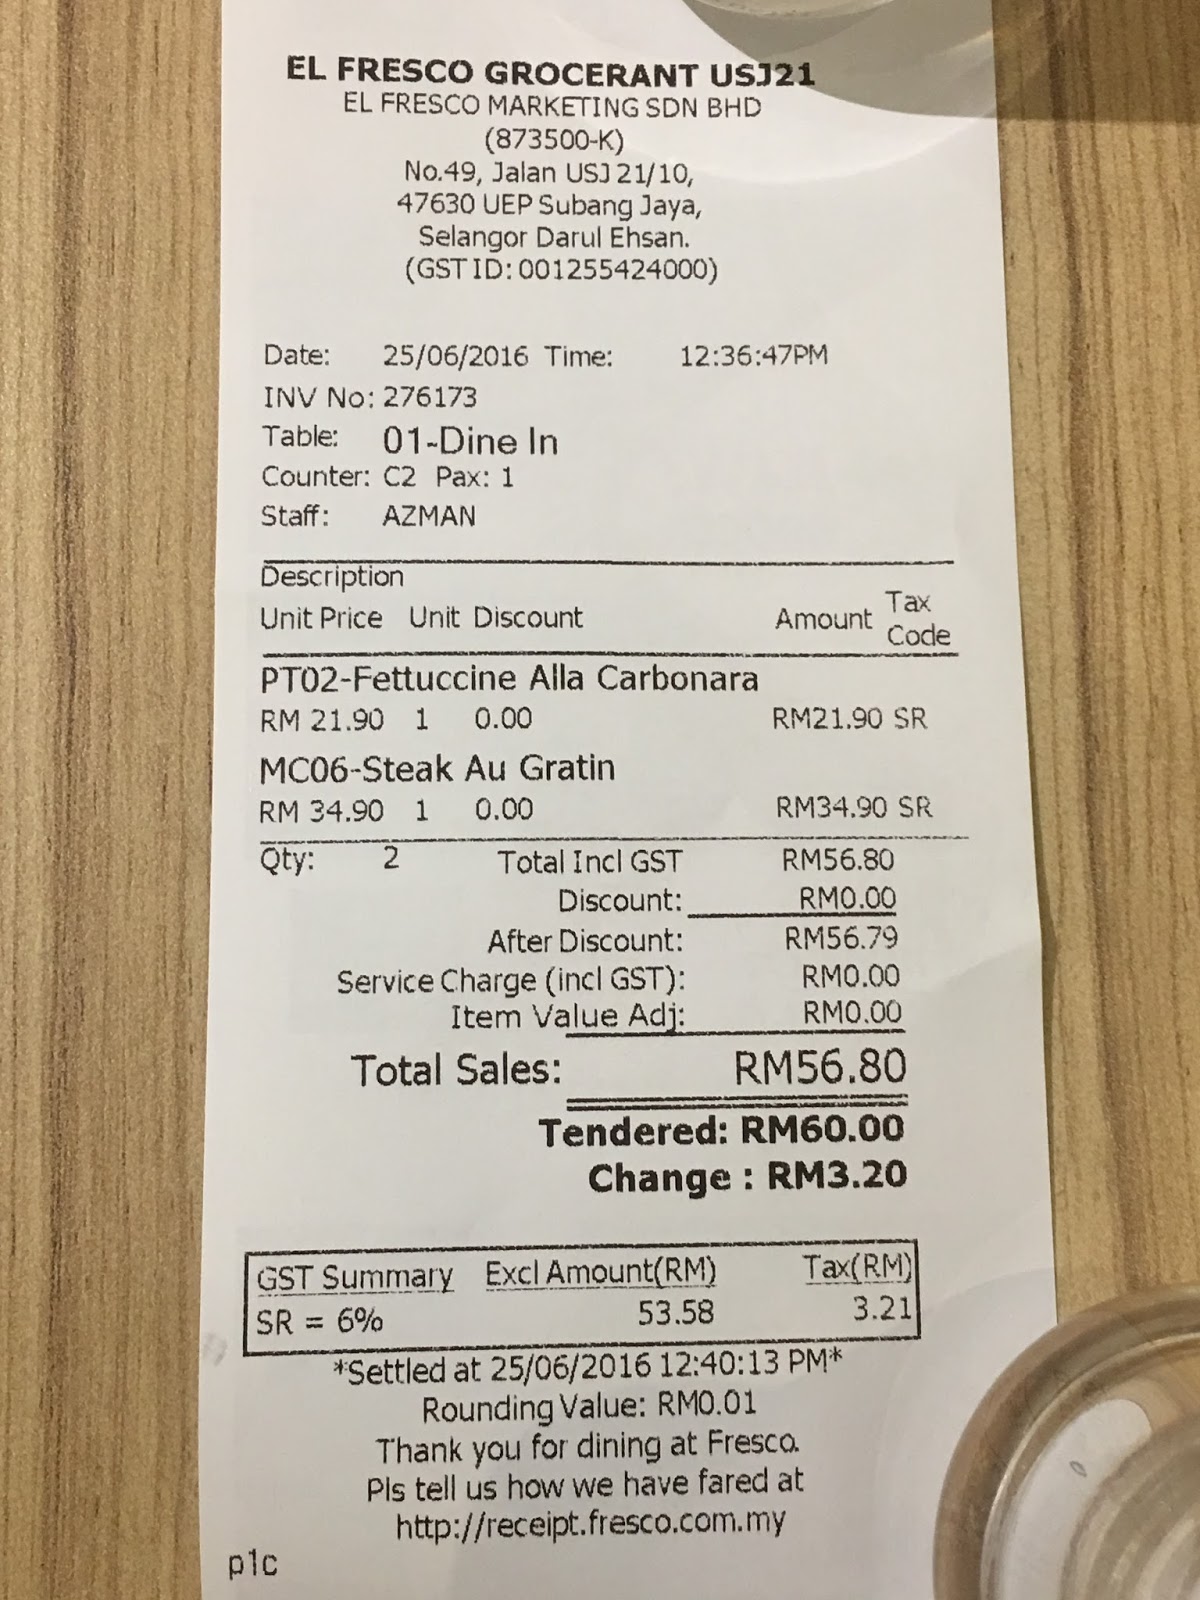 EL FRESCO GROCERANT USJ21
EL FRESCO MARKETING SDN BHD
(873500-K)
No.49, Jalan USJ 21/10,
47630 UEP Subang Jaya,
Selangor Darul Ehsan.
(GST ID: 001255424000)
Date: 25/06/2016 Time: 12:36:47PM
INV No: 276173
Table: 01-Dine In
Counter: C2 Pax: 1
Staff: AZMAN
Description
Unit Price Unit Discount Amount Tax Code
PT02-Fettuccine Alla Carbonara
RM 21.90 1 0.00 RM21.90 SR
MC06-Steak Au Gratin
RM 34.90 1 0.00 RM34.90 SR
Qty: 2 Total Incl GST RM56.80
Discount: RM0.00
After Discount: RM56.79
Service Charge (incl GST): RM0.00
Item Value Adj: RM0.00
Total Sales: RM56.80
Tendered: RM60.00
Change : RM3.20
GST Summary Excl Amount(RM) Tax(RM)
SR = 6% 53.58 3.21
*Settled at 25/06/2016 12:40:13 PM*
Rounding Value: RM0.01
Thank you for dining at Fresco.
Pls tell us how we have fared at
http://receipt.fresco.com.my
p1c